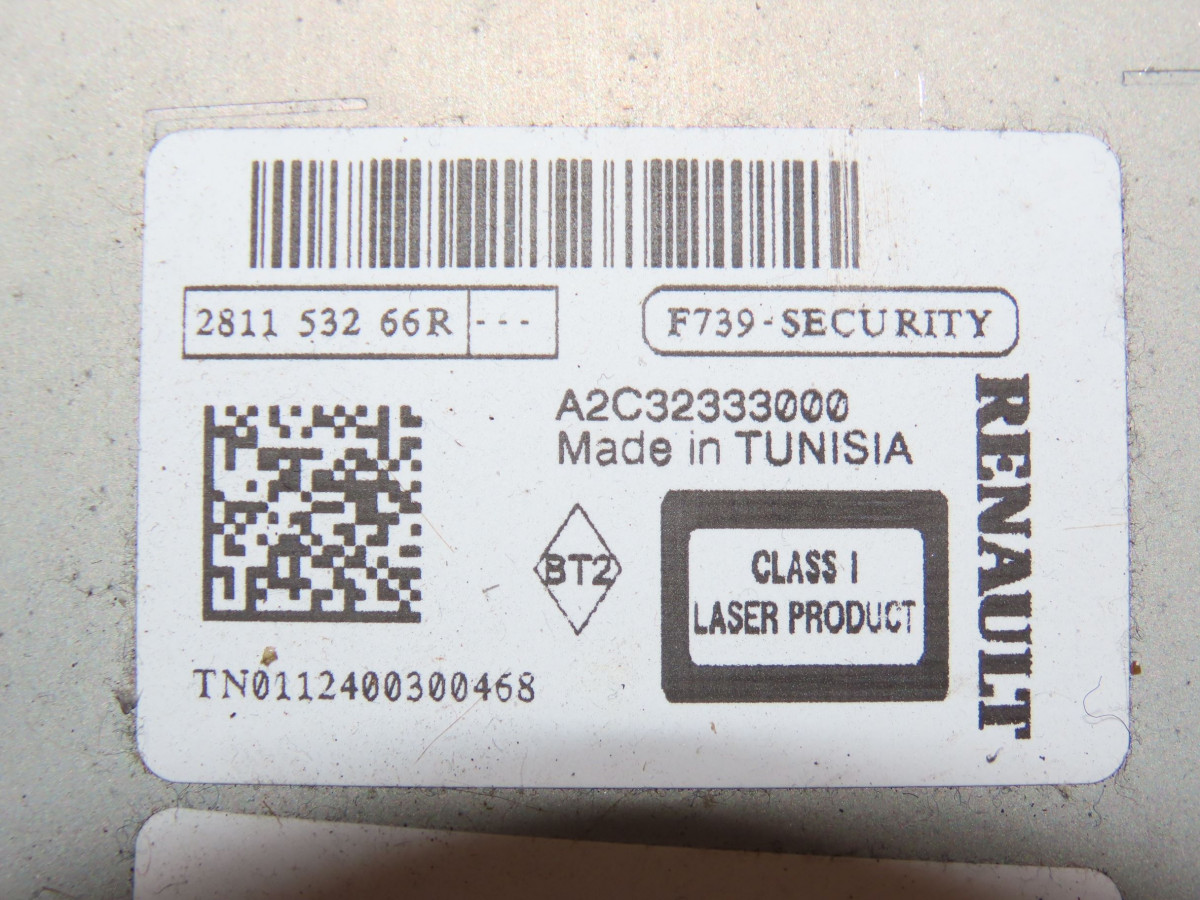 2811 532 66R ---
F739-SECURITY
A2C32333000
Made in TUNISIA
RENAULT
BT2
CLASS I
LASER PRODUCT
TN0112400300468